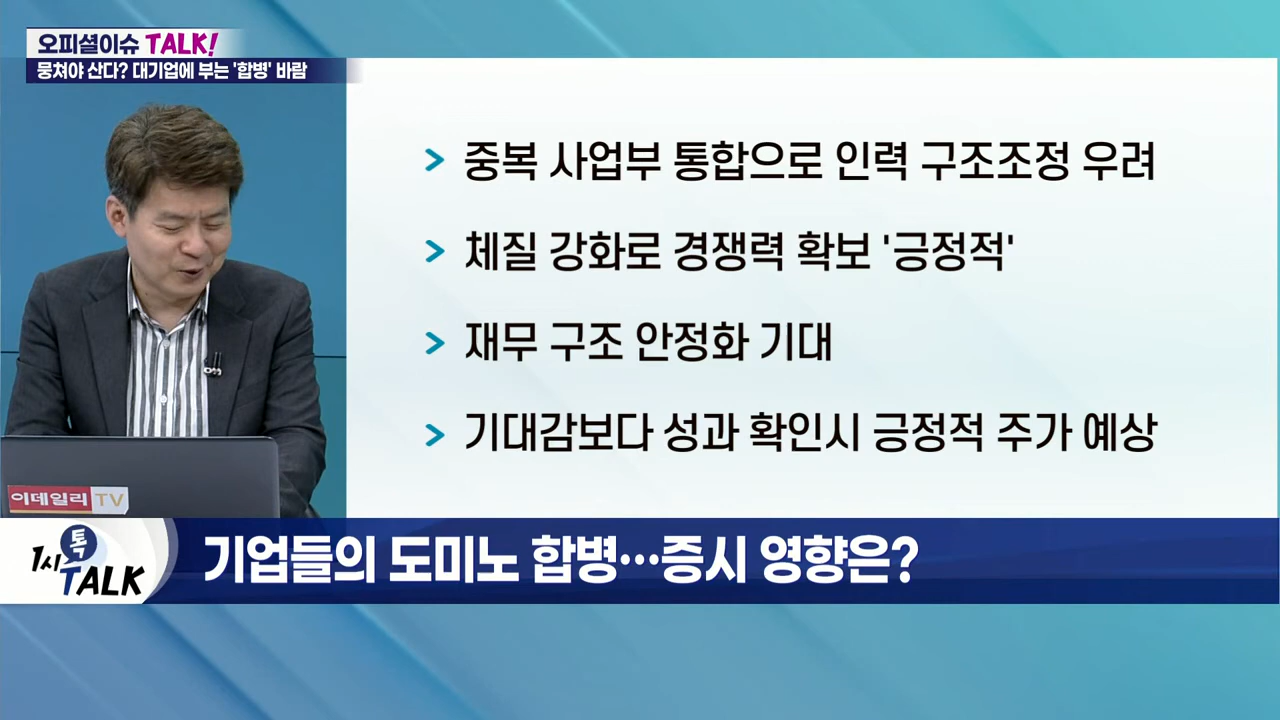 오피셜이슈 TALK!
뭉쳐야 산다? 대기업에 부는 '합병' 바람
> 중복 사업부 통합으로 인력 구조조정 우려
> 체질 강화로 경쟁력 확보 '긍정적'
> 재무 구조 안정화 기대
> 기대감보다 성과 확인시 긍정적 주가 예상
이데일리 TV
1시 톡 TALK
기업들의 도미노 합병…증시 영향은?